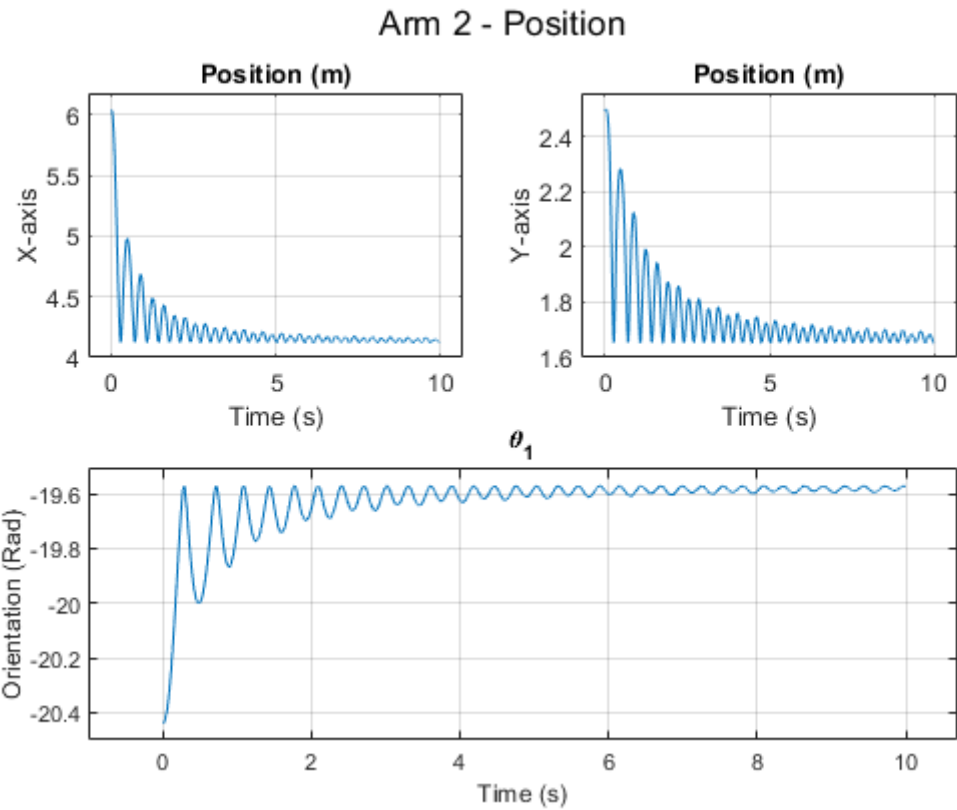 Arm 2 - Position
Position (m)
X-axis
6
5.5
5
4.5
4
0 5 10
Time (s)
Position (m)
Y-axis
2.4
2.2
2
1.8
1.6
0 5 10
Time (s)
θ1
Orientation (Rad)
-19.6
-19.8
-20
-20.2
-20.4
0 2 4 6 8 10
Time (s)